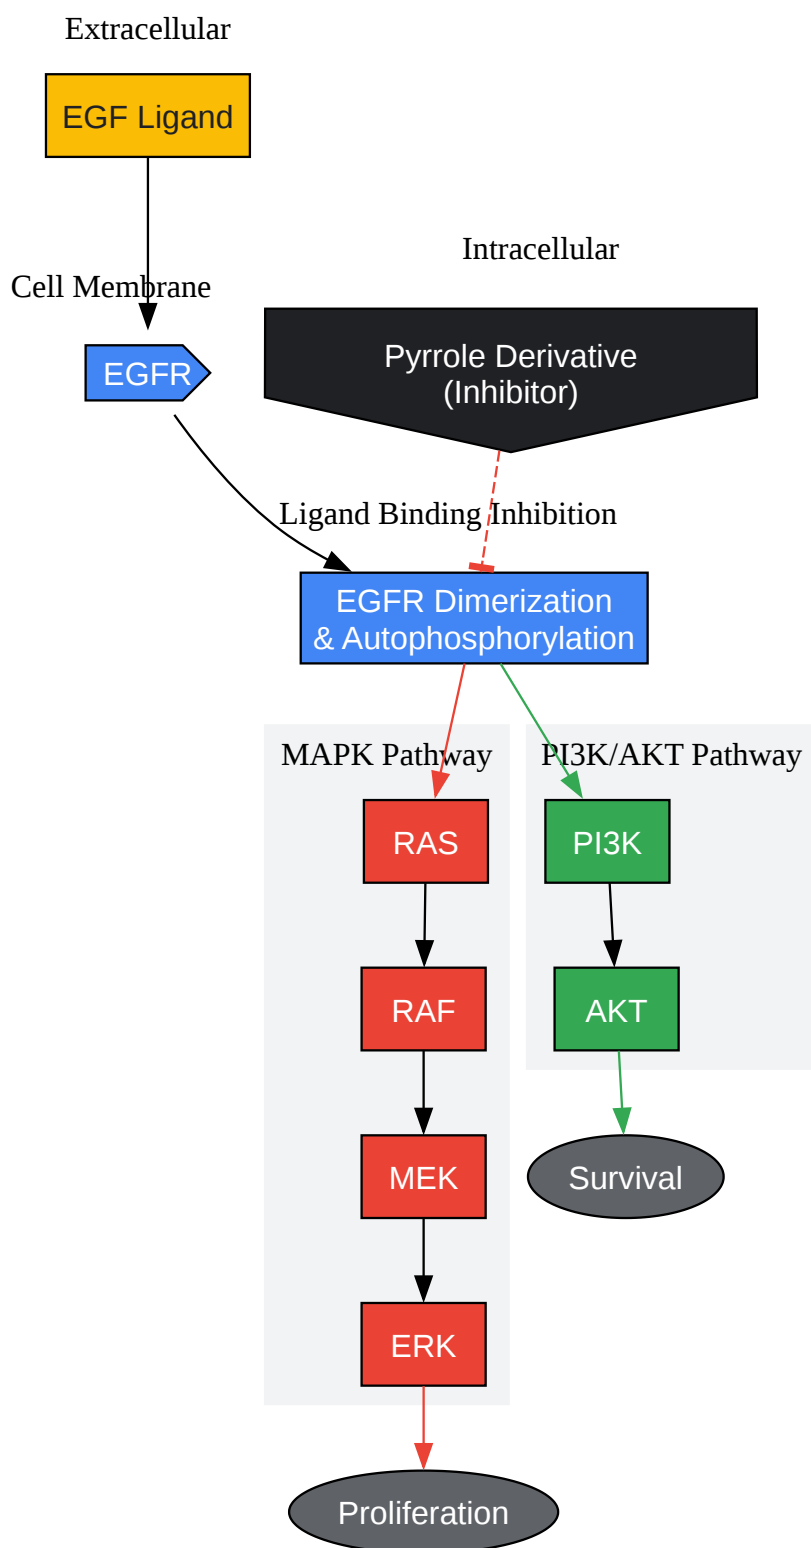 Extracellular
EGF Ligand
Intracellular
Cell Membrane
EGFR
Pyrrole Derivative
(Inhibitor)
Ligand Binding
Inhibition
EGFR Dimerization
& Autophosphorylation
MAPK Pathway
PI3K/AKT Pathway
RAS
PI3K
RAF
AKT
MEK
Survival
ERK
Proliferation